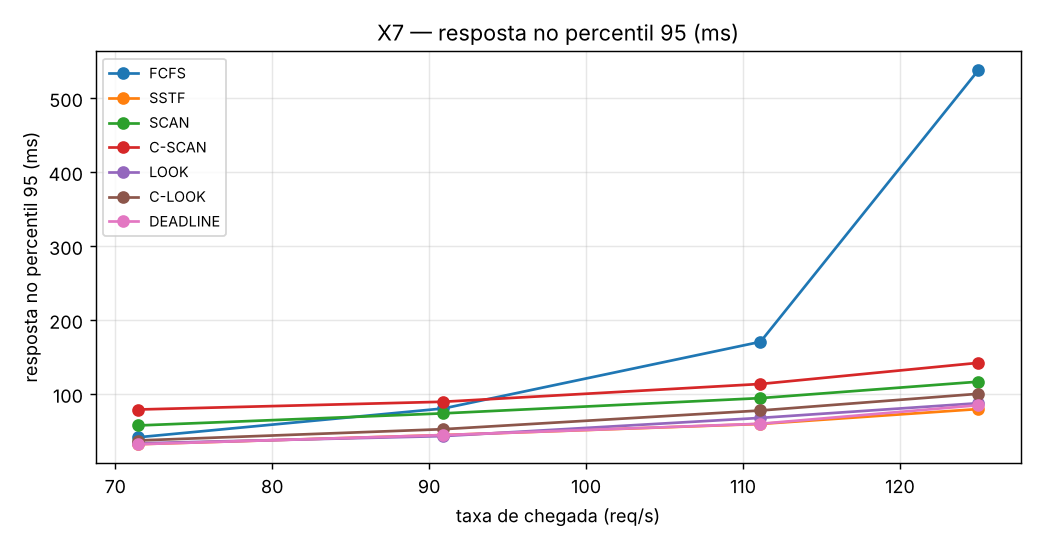 X7 — resposta no percentil 95 (ms)
FCFS
SSTF
SCAN
C-SCAN
LOOK
C-LOOK
DEADLINE
resposta no percentil 95 (ms)
500
400
300
200
100
70 80 90 100 110 120
taxa de chegada (req/s)